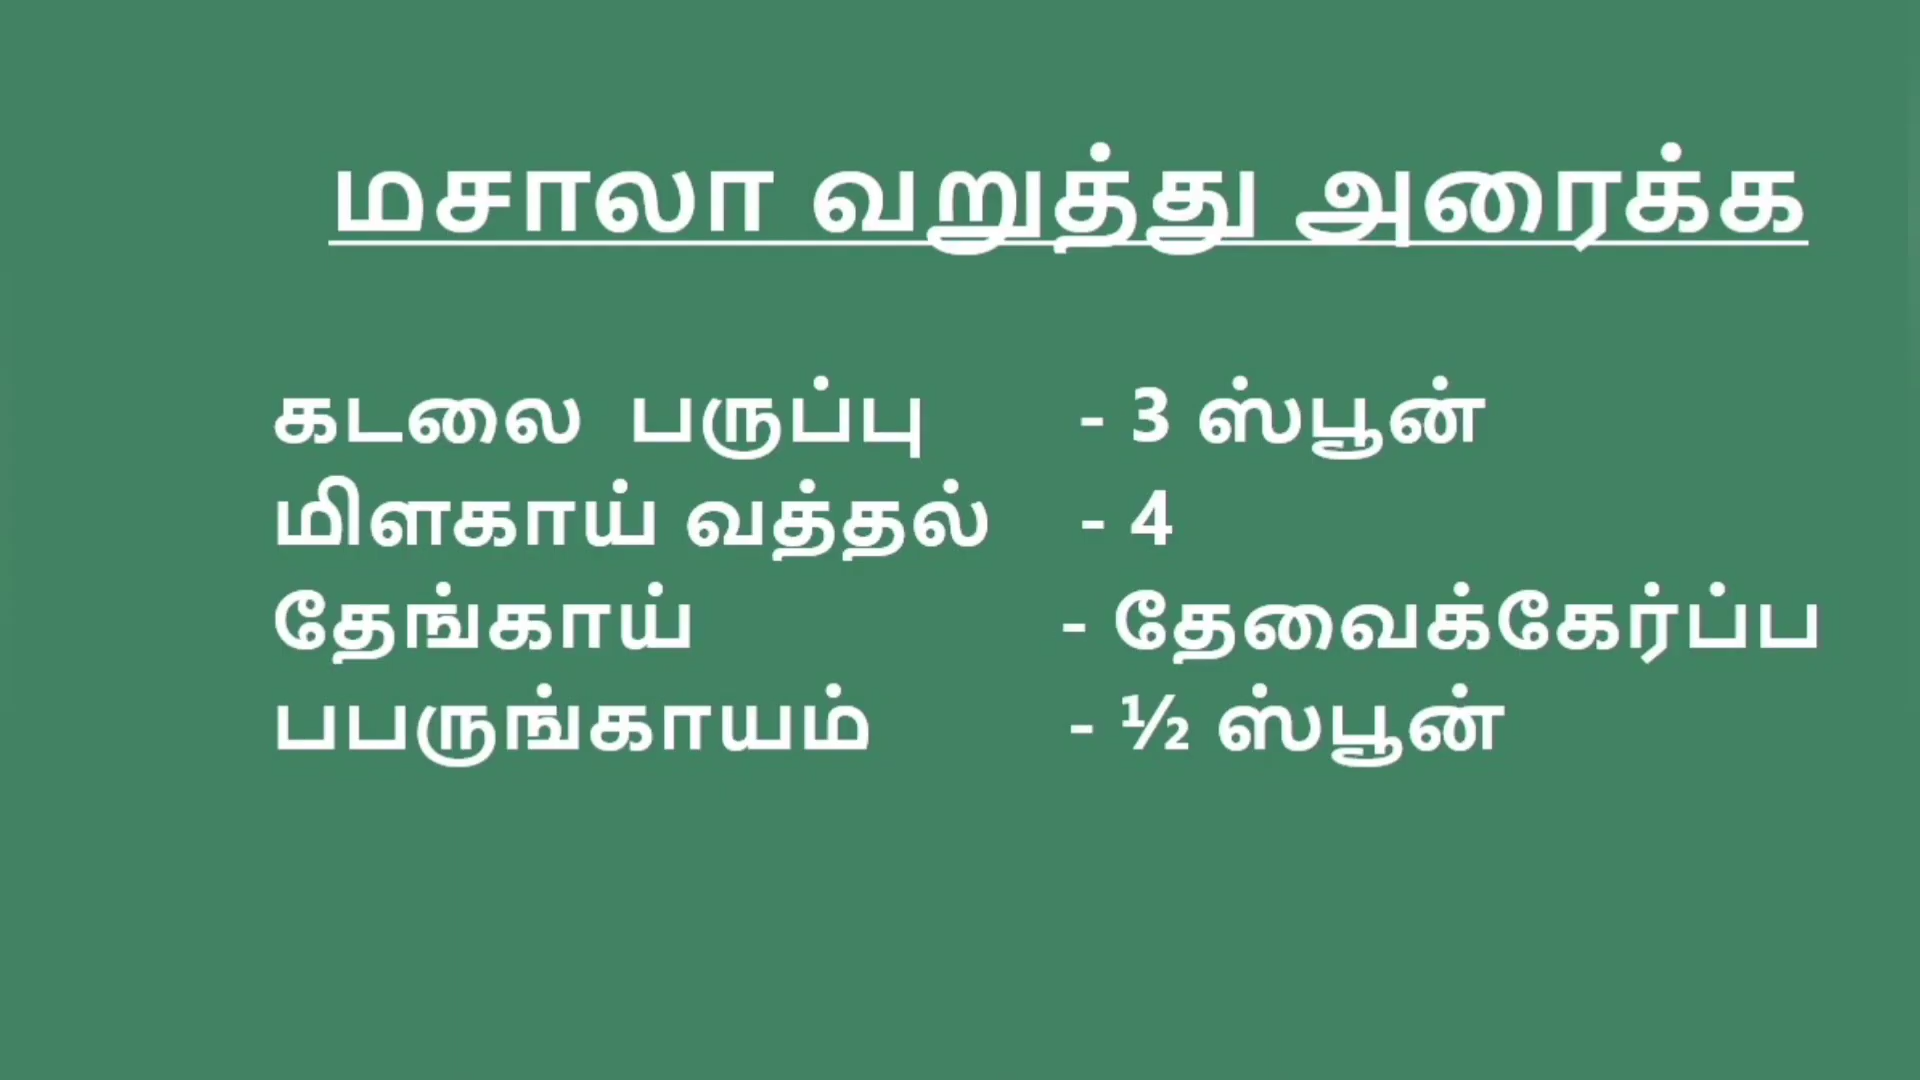 மசாலா வறுத்து அரைக்க
கடலை பருப்பு - 3 ஸ்பூன்
மிளகாய் வத்தல் - 4
தேங்காய் - தேவைக்கேர்ப்ப
பபருங்காயம் - ½ ஸ்பூன்